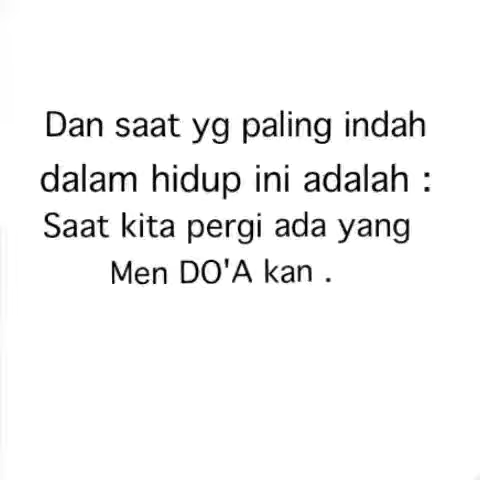 Dan saat yg paling indah
dalam hidup ini adalah :
Saat kita pergi ada yang
Men DO'A kan .